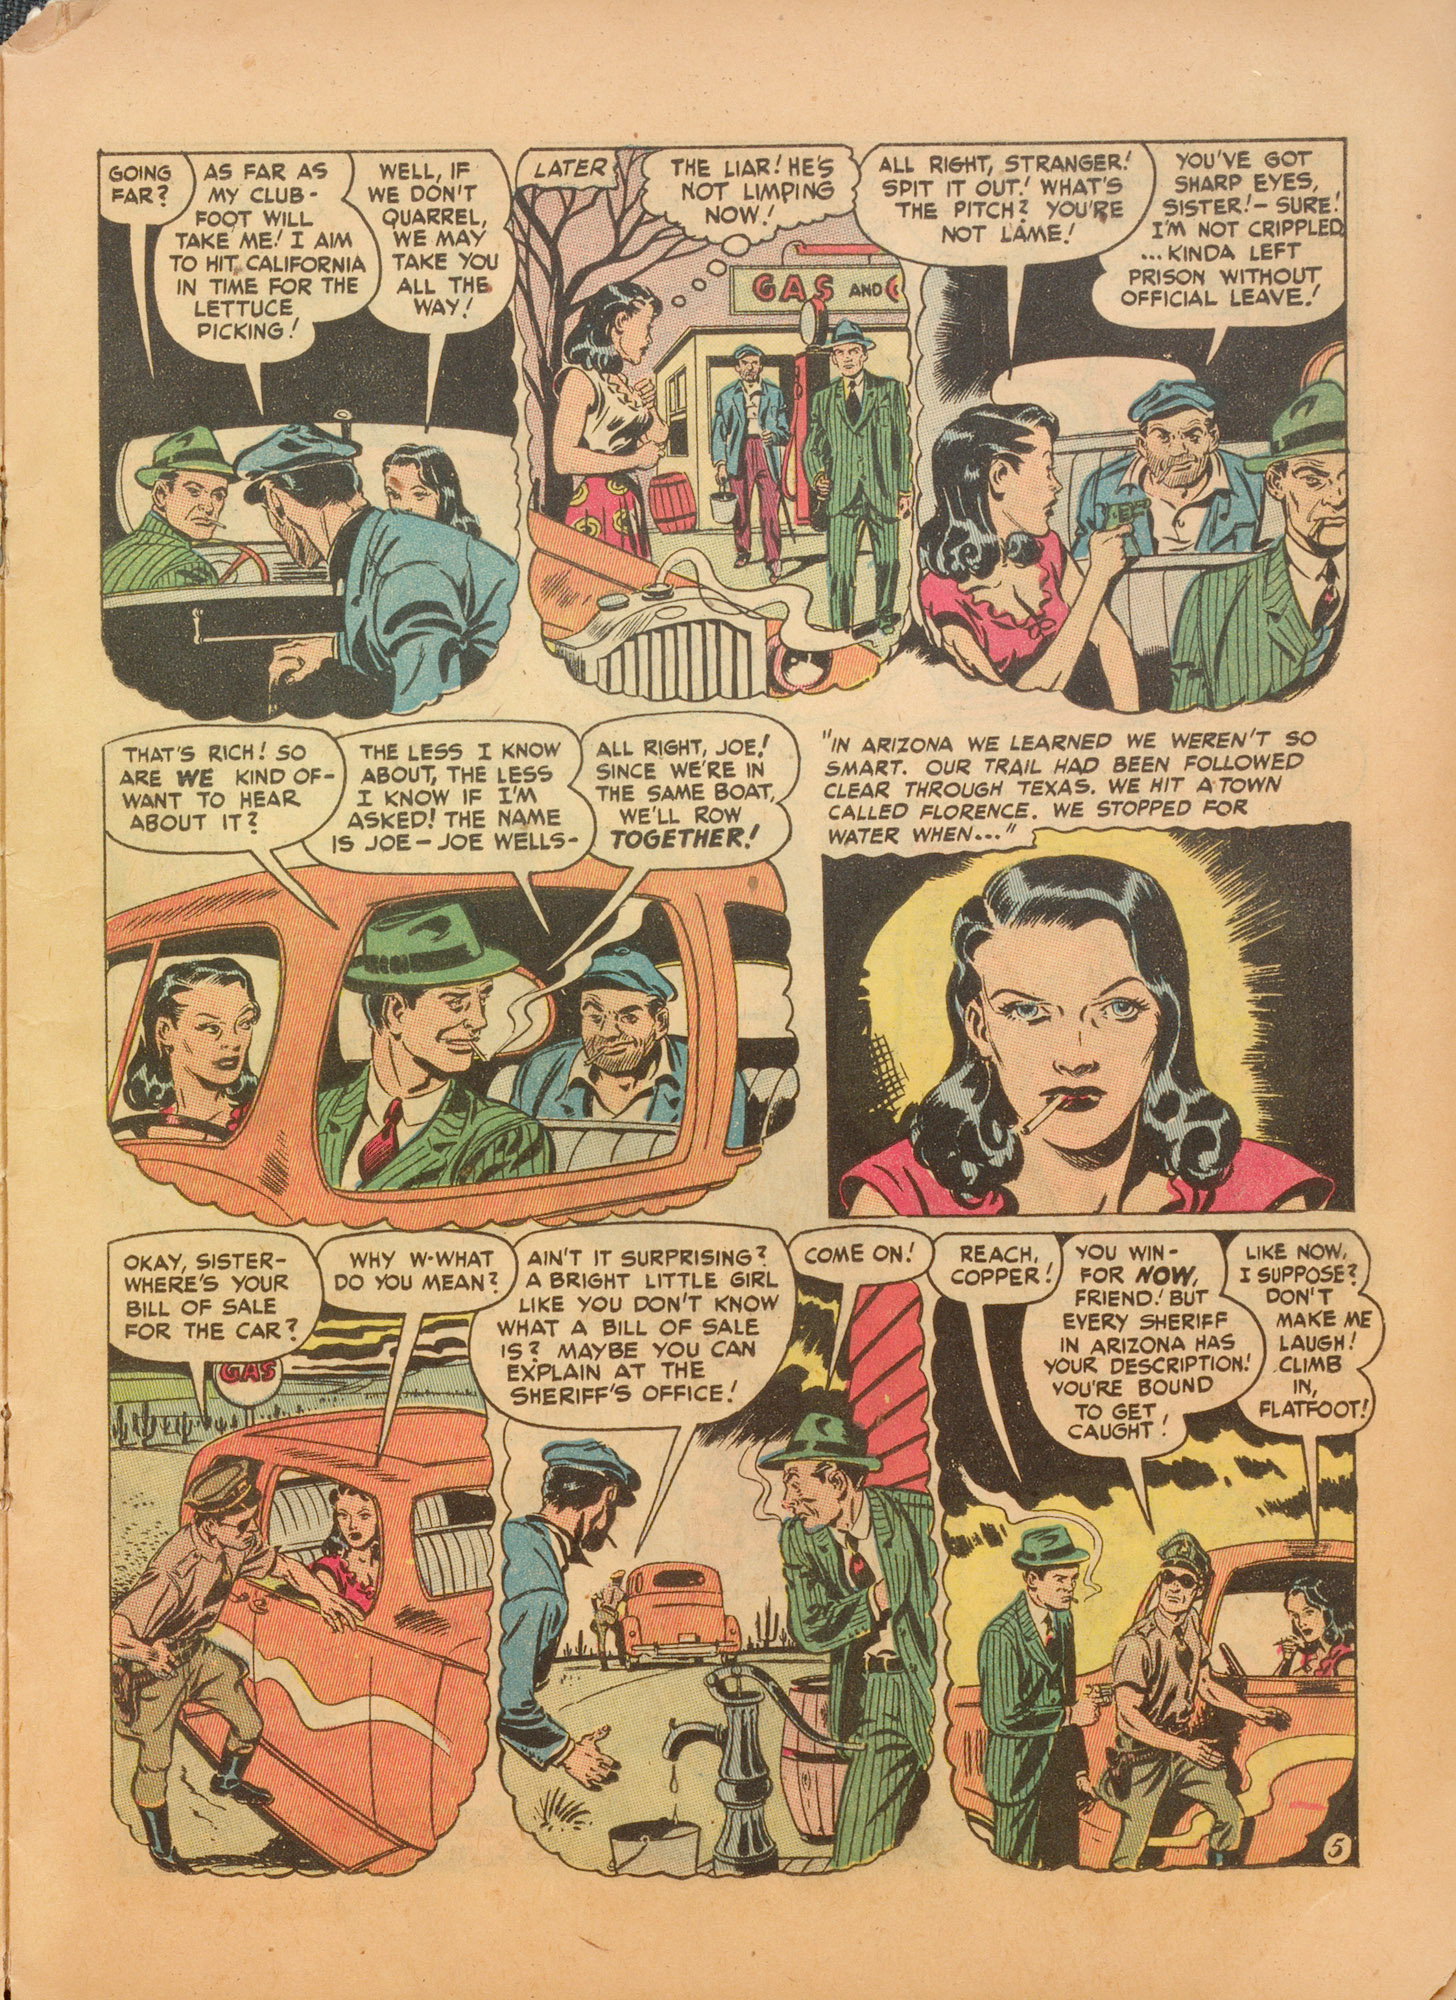 GOING
FAR?
AS FAR AS
MY CLUB-
FOOT WILL
TAKE ME! I AIM
TO HIT CALIFORNIA
IN TIME FOR THE
LETTUCE
PICKING!
WELL, IF
WE DON'T
QUARREL,
WE MAY
TAKE YOU
ALL THE
WAY!
LATER
THE LIAR! HE'S
NOT LIMPING
NOW!
GAS AND
ALL RIGHT, STRANGER!
SPIT IT OUT! WHAT'S
THE PITCH? YOU'RE
NOT LAME!
YOU'VE GOT
SHARP EYES,
SISTER!- SURE!
I'M NOT CRIPPLED
...KINDA LEFT
PRISON WITHOUT
OFFICIAL LEAVE!
THAT'S RICH! SO
ARE WE KIND OF-
WANT TO HEAR
ABOUT IT?
THE LESS I KNOW
ABOUT, THE LESS
I KNOW IF I'M
ASKED! THE NAME
IS JOE-JOE WELLS-
ALL RIGHT, JOE!
SINCE WE'RE IN
THE SAME BOAT,
WE'LL ROW
TOGETHER!
"IN ARIZONA WE LEARNED WE WEREN'T SO
SMART. OUR TRAIL HAD BEEN FOLLOWED
CLEAR THROUGH TEXAS. WE HIT A TOWN
CALLED FLORENCE. WE STOPPED FOR
WATER WHEN..."
OKAY, SISTER-
WHERE'S YOUR
BILL OF SALE
FOR THE CAR?
WHY W-WHAT
DO YOU MEAN?
GAS
AIN'T IT SURPRISING?
A BRIGHT LITTLE GIRL
LIKE YOU DON'T KNOW
WHAT A BILL OF SALE
IS? MAYBE YOU CAN
EXPLAIN AT THE
SHERIFF'S OFFICE!
COME ON!
REACH,
COPPER!
YOU WIN-
FOR NOW,
FRIEND! BUT
EVERY SHERIFF
IN ARIZONA HAS
YOUR DESCRIPTION!
YOU'RE BOUND
TO GET
CAUGHT!
LIKE NOW,
I SUPPOSE?
DON'T
MAKE ME
LAUGH!
CLIMB
IN,
FLATFOOT!
5